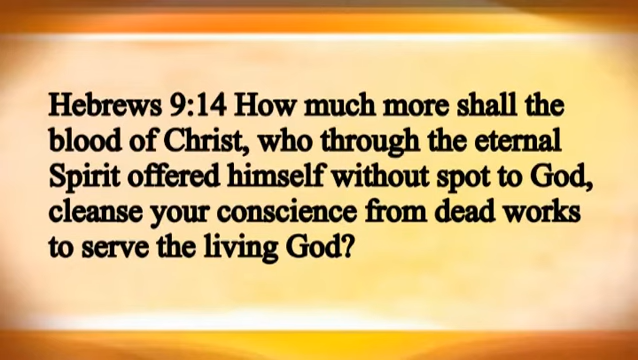 Hebrews 9:14 How much more shall the
blood of Christ, who through the eternal
Spirit offered himself without spot to God,
cleanse your conscience from dead works
to serve the living God?